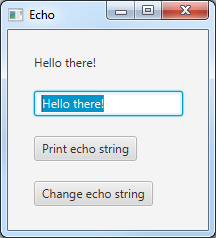 Echo
Hello there!
Hello there!
Print echo string
Change echo string